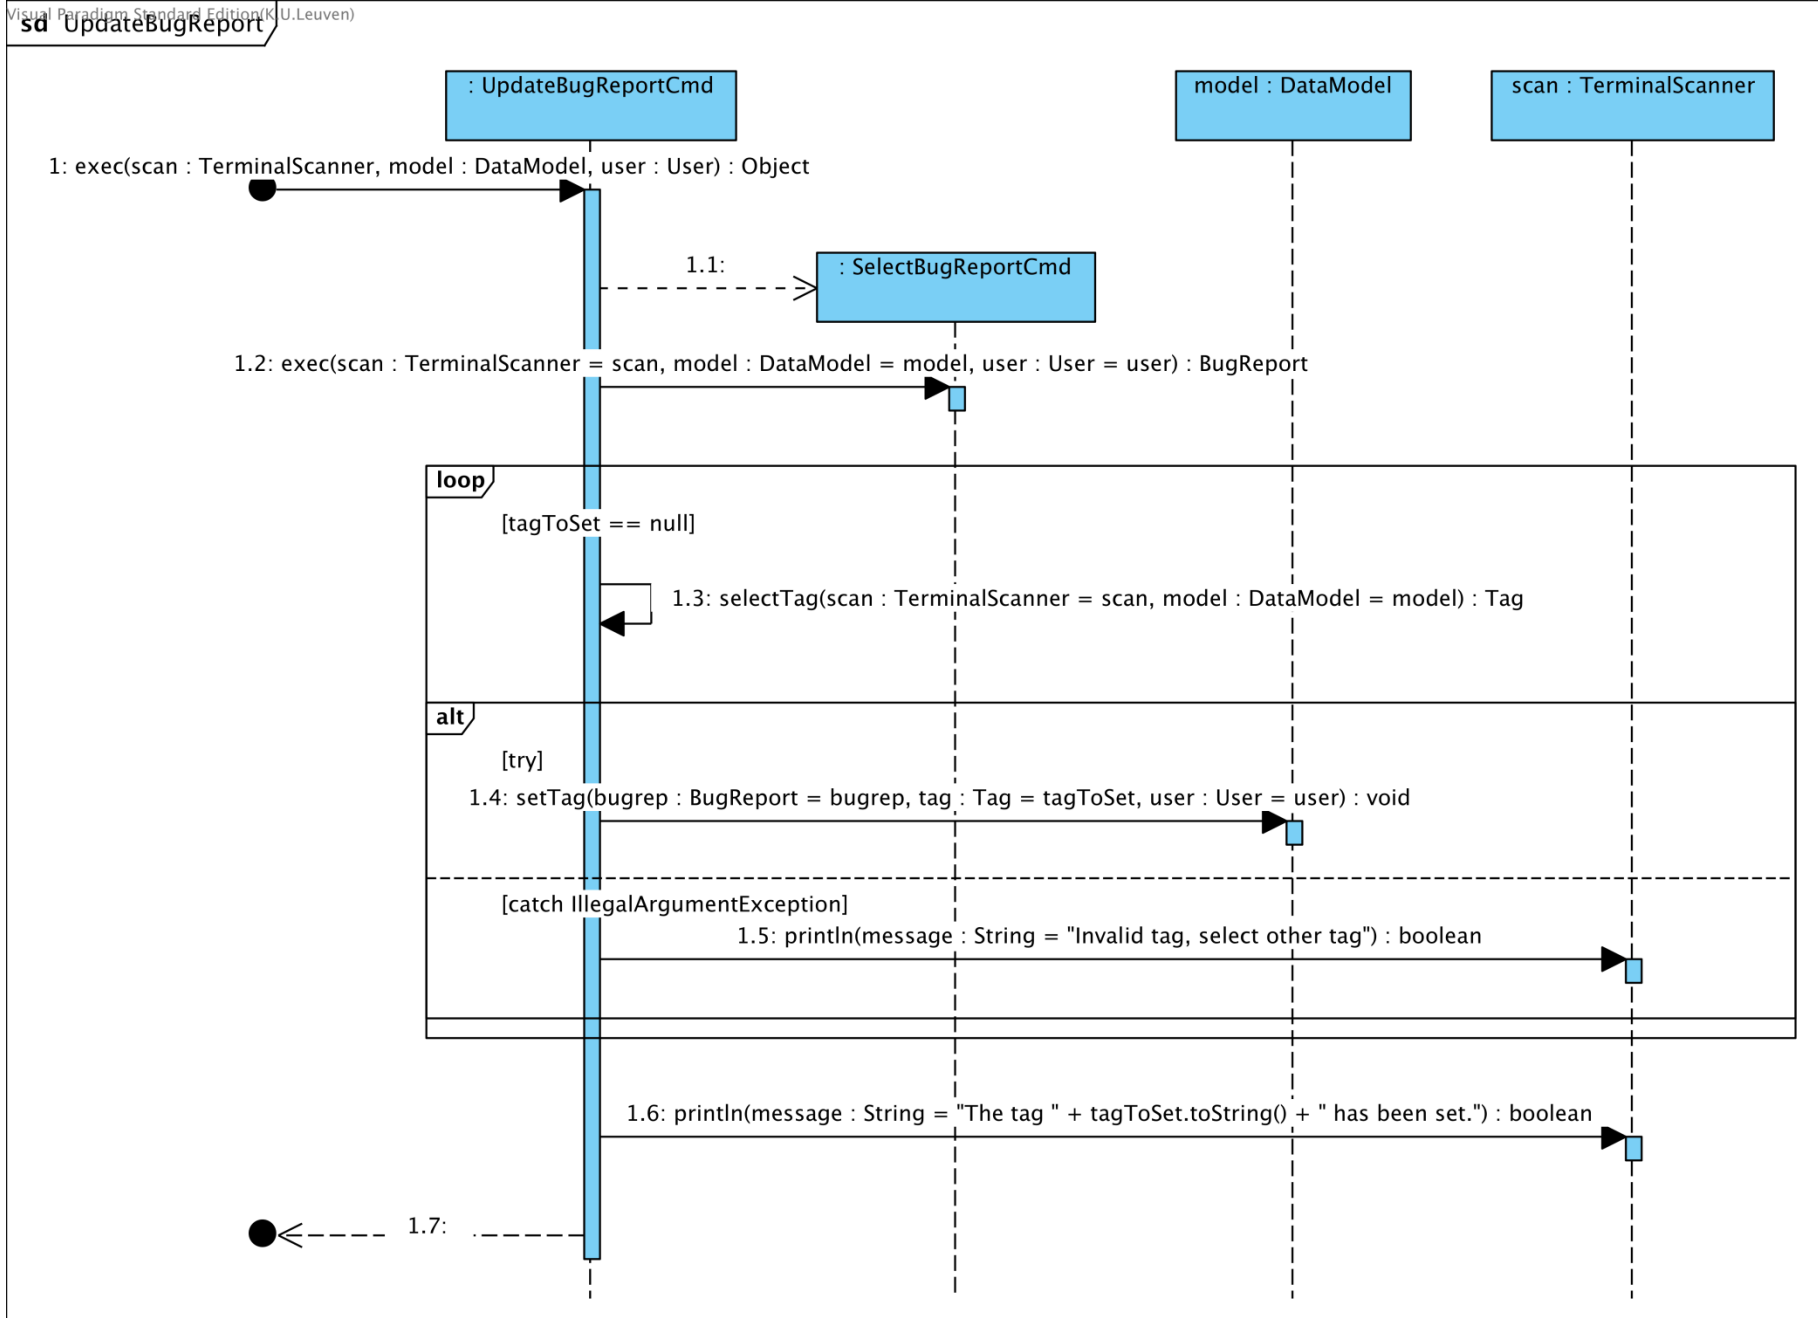 Visual Paradigm Standard Edition(K.U.Leuven)
sd UpdateBugReport
: UpdateBugReportCmd
model : DataModel
scan : TerminalScanner
1: exec(scan : TerminalScanner, model : DataModel, user : User) : Object
1.1:
: SelectBugReportCmd
1.2: exec(scan : TerminalScanner = scan, model : DataModel = model, user : User = user) : BugReport
loop
[tagToSet == null]
1.3: selectTag(scan : TerminalScanner = scan, model : DataModel = model) : Tag
alt
[try]
1.4: setTag(bugrep : BugReport = bugrep, tag : Tag = tagToSet, user : User = user) : void
[catch IllegalArgumentException]
1.5: println(message : String = "Invalid tag, select other tag") : boolean
1.6: println(message : String = "The tag " + tagToSet.toString() + " has been set.") : boolean
1.7: